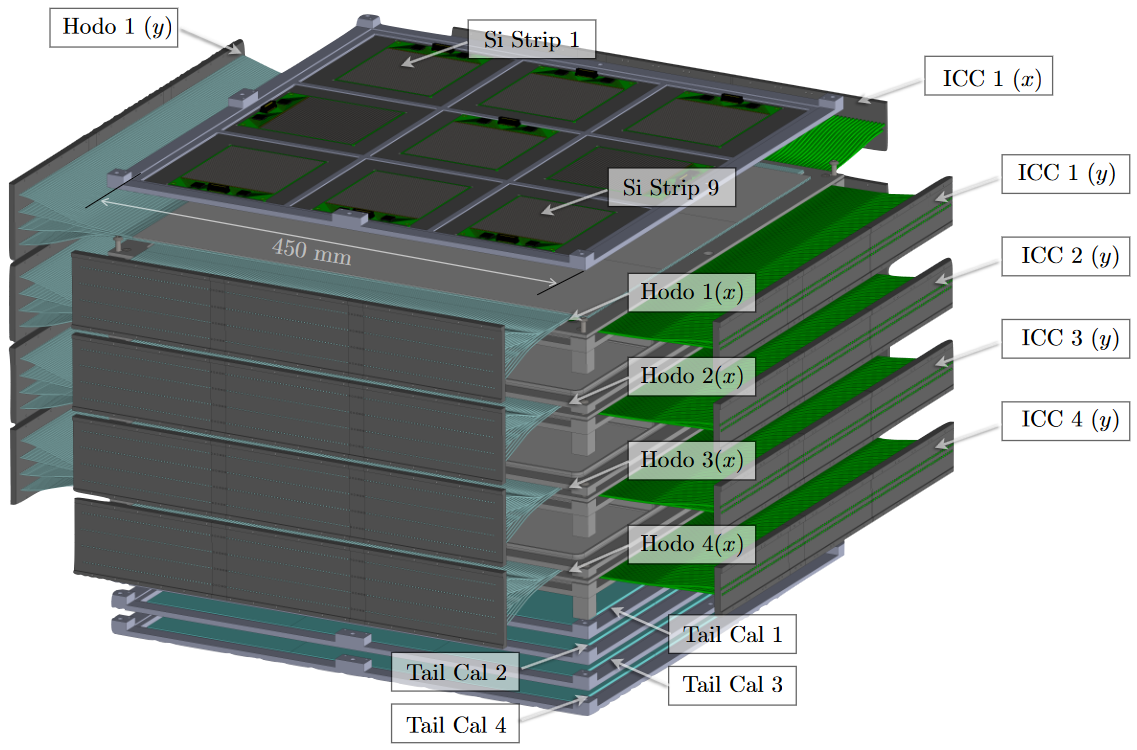 Hodo 1 (y)
Si Strip 1
ICC 1 (x)
ICC 1 (y)
Si Strip 9
450 mm
ICC 2 (y)
Hodo 1(x)
ICC 3 (y)
Hodo 2(x)
ICC 4 (y)
Hodo 3(x)
Hodo 4(x)
Tail Cal 1
Tail Cal 2
Tail Cal 3
Tail Cal 4